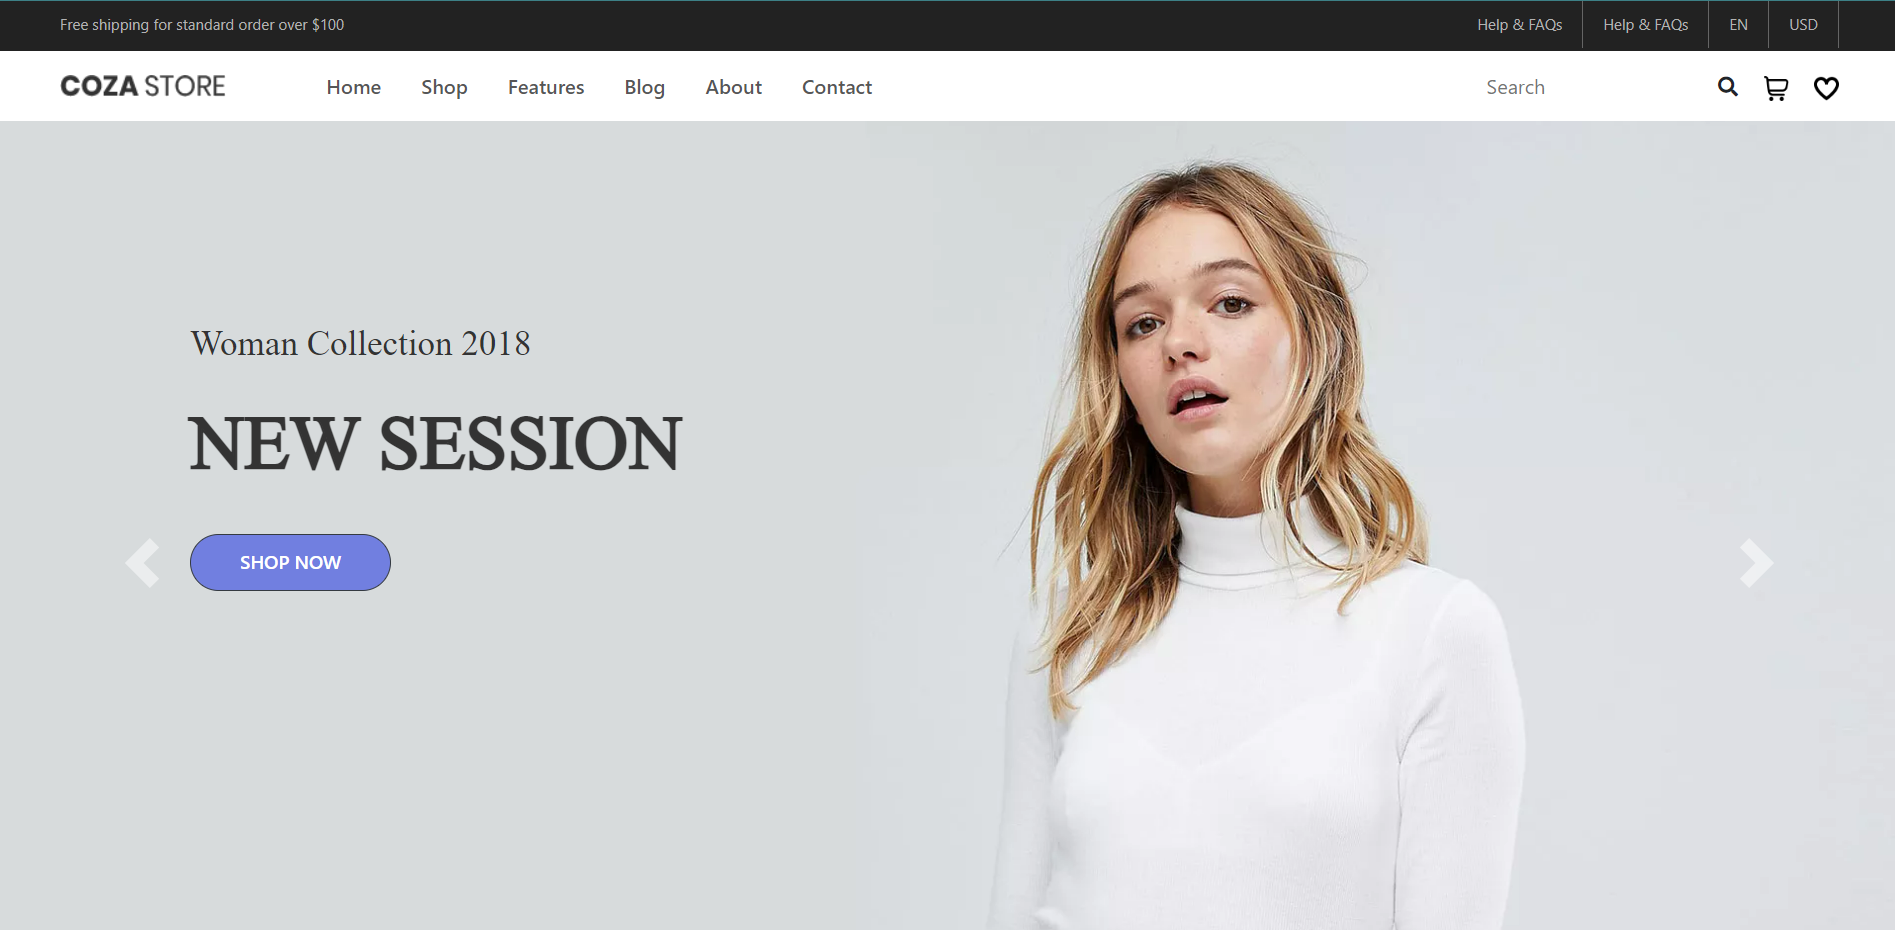 Free shipping for standard order over $100
Help & FAQs
Help & FAQs
EN
USD
COZA STORE
Home
Shop
Features
Blog
About
Contact
Search
Woman Collection 2018
NEW SESSION
SHOP NOW